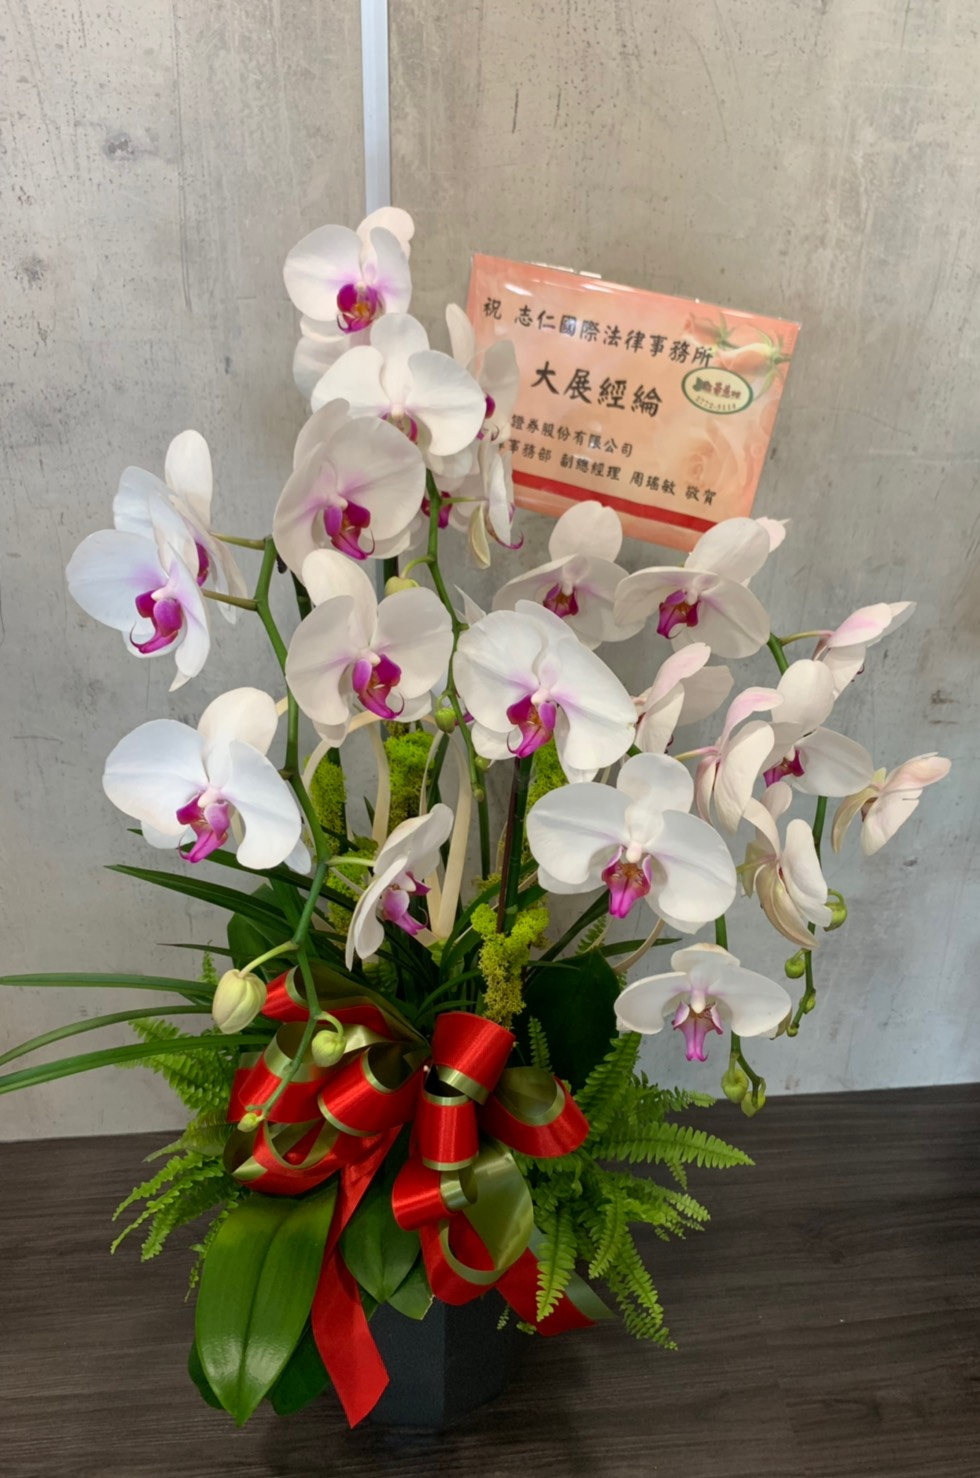 祝 志仁國際法律事務所
大展經綸
證券股份有限公司
事務部 副總經理 周瑤敏 敬賀